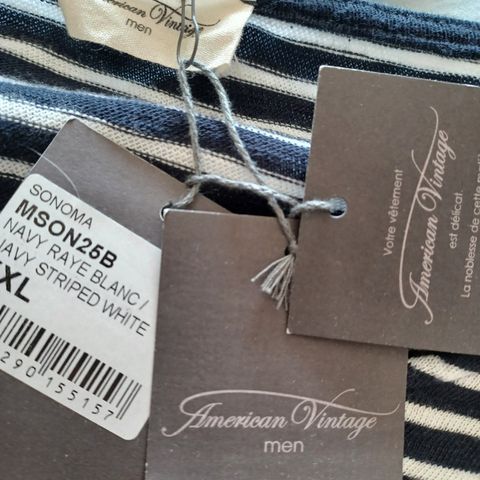 American Vintage
men
SONOMA
MSON25B
NAVY RAYE BLANC /
NAVY STRIPED WHITE
XL
290 155157
American Vintage
men
Votre vêtement
American Vintage
est délicat.
La noblesse de cette